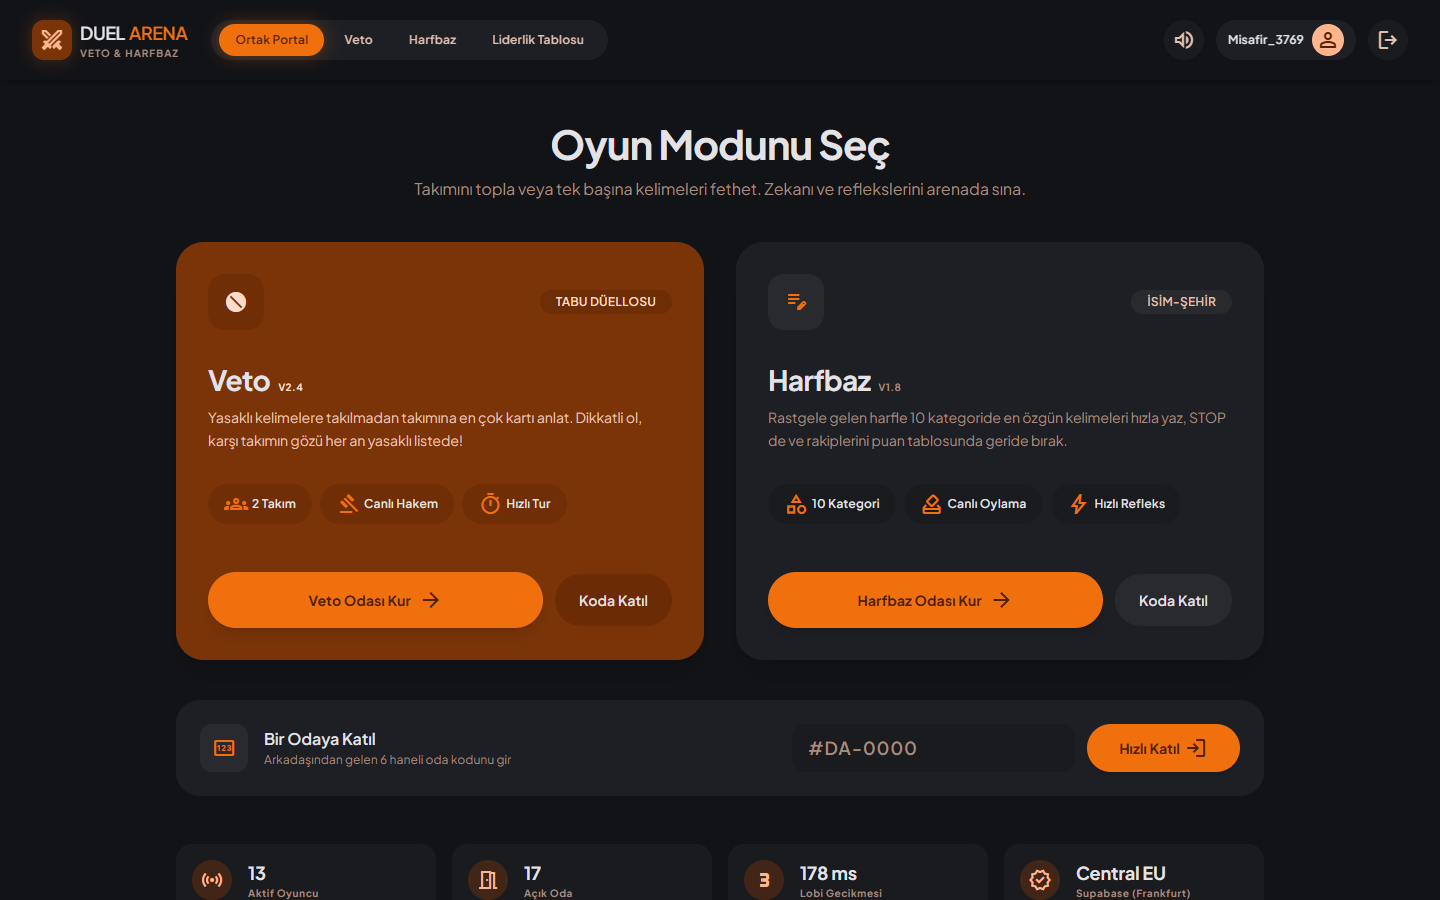 DUEL ARENA
VETO & HARFBAZ
Ortak Portal
Veto
Harfbaz
Liderlik Tablosu
Misafir_3769
Oyun Modunu Seç
Takımını topla veya tek başına kelimeleri fethet. Zekanı ve reflekslerini arenada sına.
TABU DÜELLOSU
Veto V2.4
Yasaklı kelimelere takılmadan takımına en çok kartı anlat. Dikkatli ol,
karşı takımın gözü her an yasaklı listede!
2 Takım
Canlı Hakem
Hızlı Tur
Veto Odası Kur
Koda Katıl
İSİM-ŞEHİR
Harfbaz V1.8
Rastgele gelen harfle 10 kategoride en özgün kelimeleri hızla yaz, STOP
de ve rakiplerini puan tablosunda geride bırak.
10 Kategori
Canlı Oylama
Hızlı Refleks
Harfbaz Odası Kur
Koda Katıl
123
Bir Odaya Katıl
Arkadaşından gelen 6 haneli oda kodunu gir
#DA-0000
Hızlı Katıl
13
Aktif Oyuncu
17
Açık Oda
3
178 ms
Lobi Gecikmesi
Central EU
Supabase (Frankfurt)